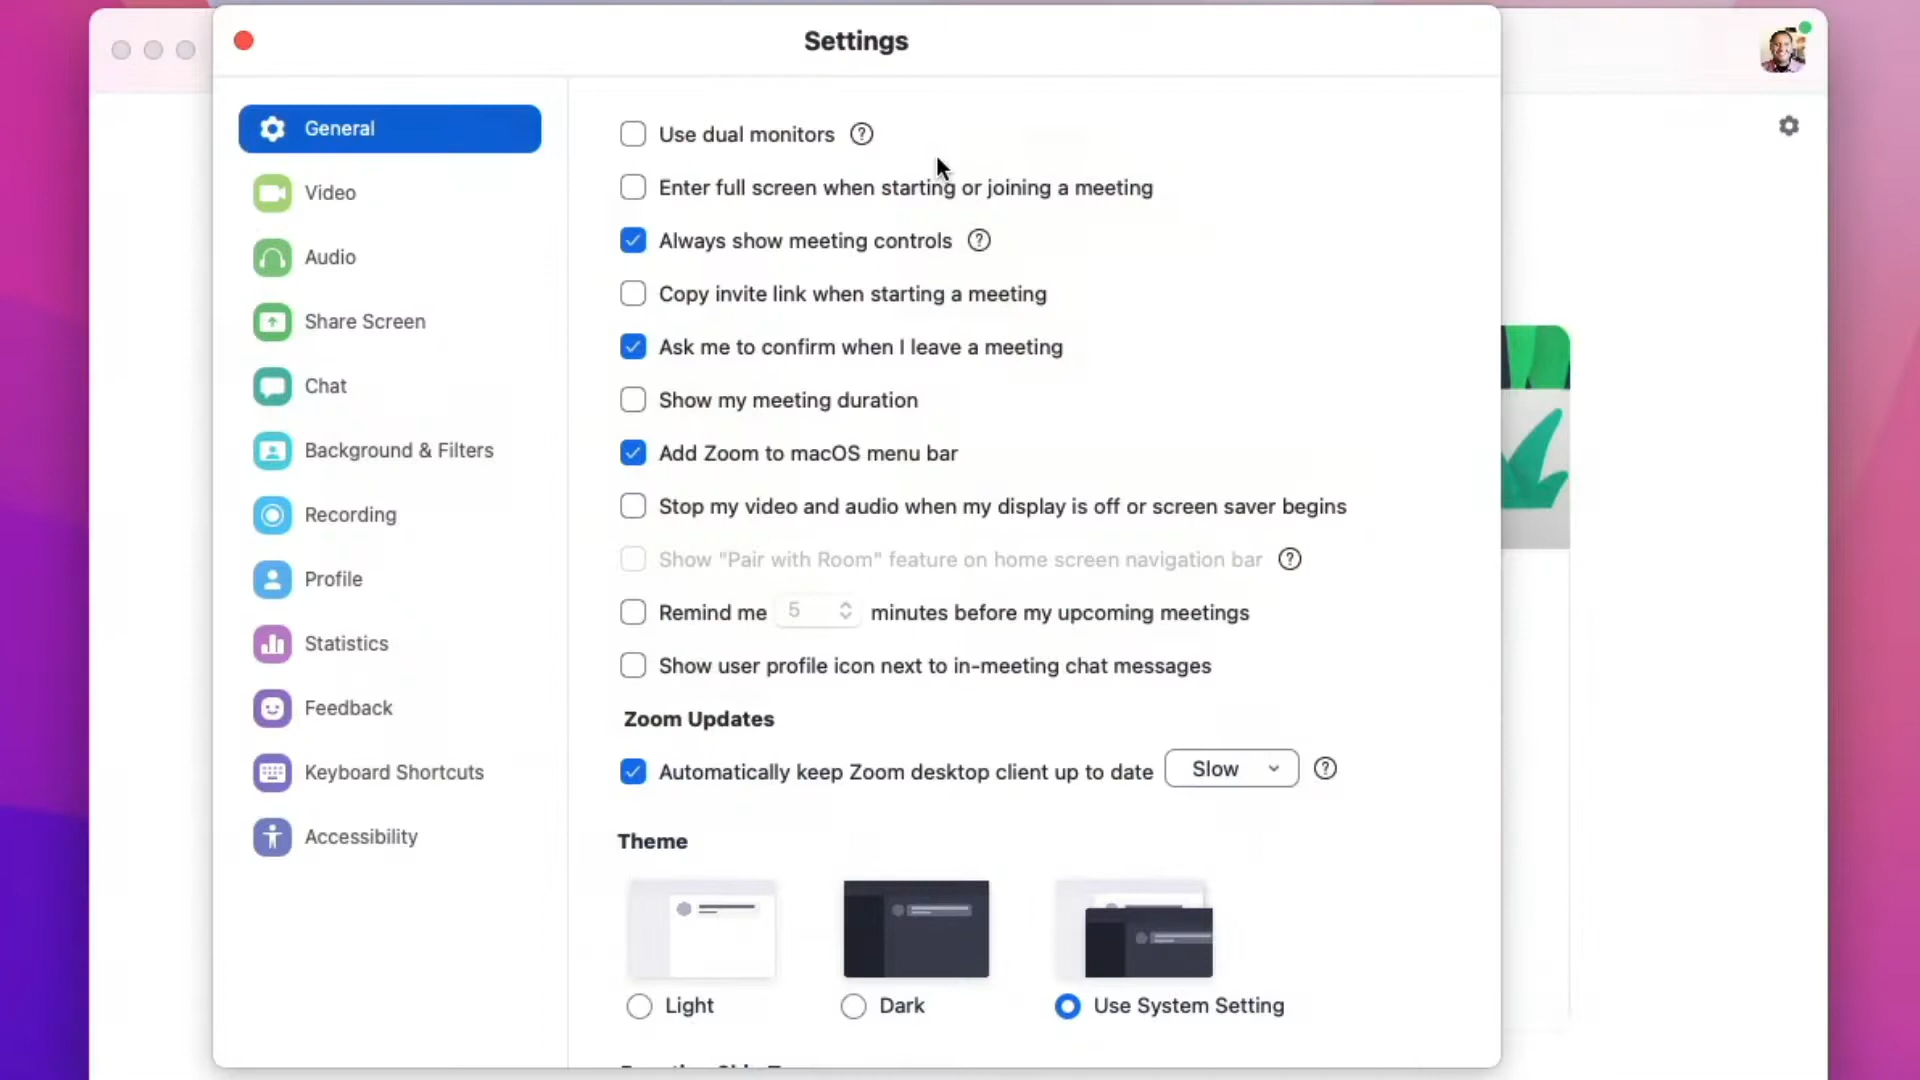 Settings
General
Video
Audio
Share Screen
Chat
Background & Filters
Recording
Profile
Statistics
Feedback
Keyboard Shortcuts
Accessibility
Use dual monitors ?
Enter full screen when starting or joining a meeting
Always show meeting controls ?
Copy invite link when starting a meeting
Ask me to confirm when I leave a meeting
Show my meeting duration
Add Zoom to macOS menu bar
Stop my video and audio when my display is off or screen saver begins
Show "Pair with Room" feature on home screen navigation bar ?
Remind me 5 minutes before my upcoming meetings
Show user profile icon next to in-meeting chat messages
Zoom Updates
Automatically keep Zoom desktop client up to date Slow ?
Theme
Light Dark Use System Setting